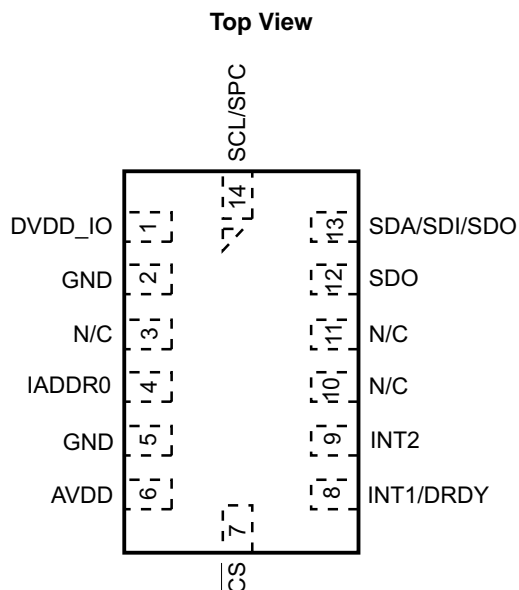 Top View
SCL/SPC
14
DVDD_IO 1 13 SDA/SDI/SDO
GND 2 12 SDO
N/C 3 11 N/C
IADDR0 4 10 N/C
GND 5 9 INT2
AVDD 6 8 INT1/DRDY
7
C̅S̅